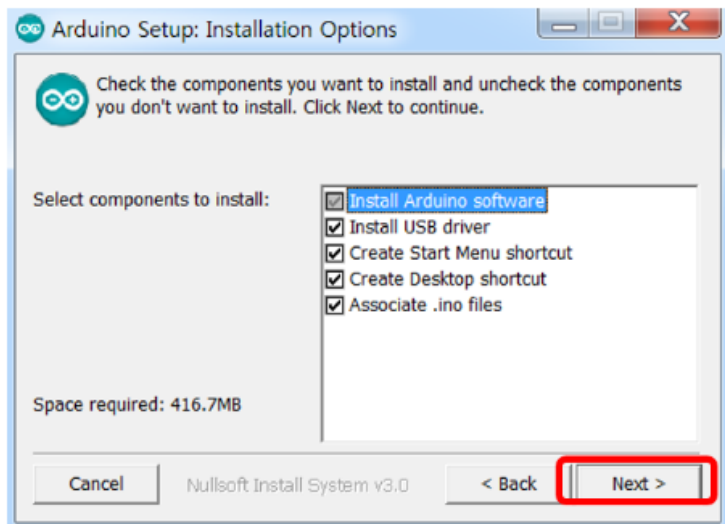 Arduino Setup: Installation Options
Check the components you want to install and uncheck the components
you don't want to install. Click Next to continue.
Select components to install:
Install Arduino software
Install USB driver
Create Start Menu shortcut
Create Desktop shortcut
Associate .ino files
Space required: 416.7MB
Cancel
Nullsoft Install System v3.0
< Back
Next >